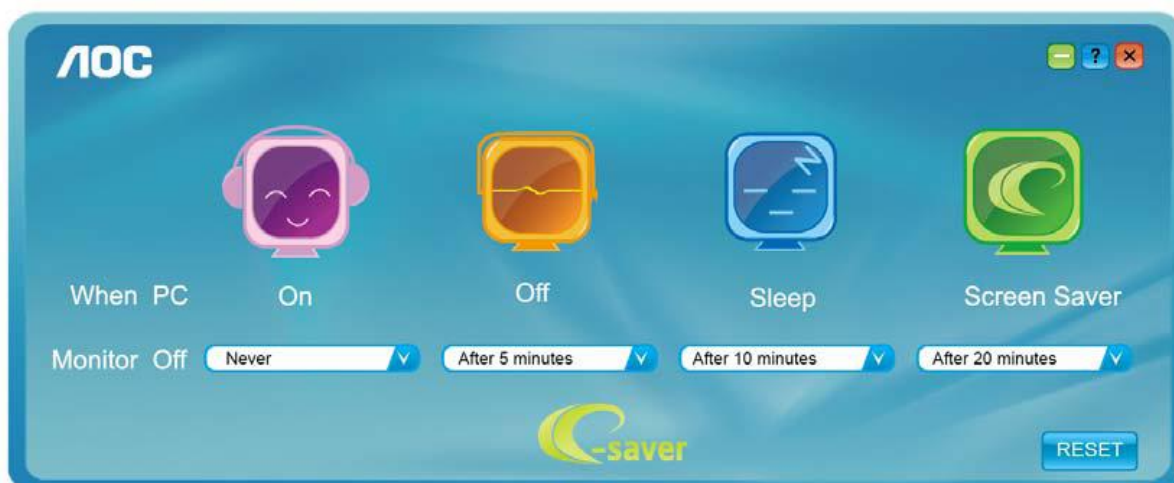 AOC
?
When PC On Off Sleep Screen Saver
Monitor Off Never After 5 minutes After 10 minutes After 20 minutes
e-saver
RESET